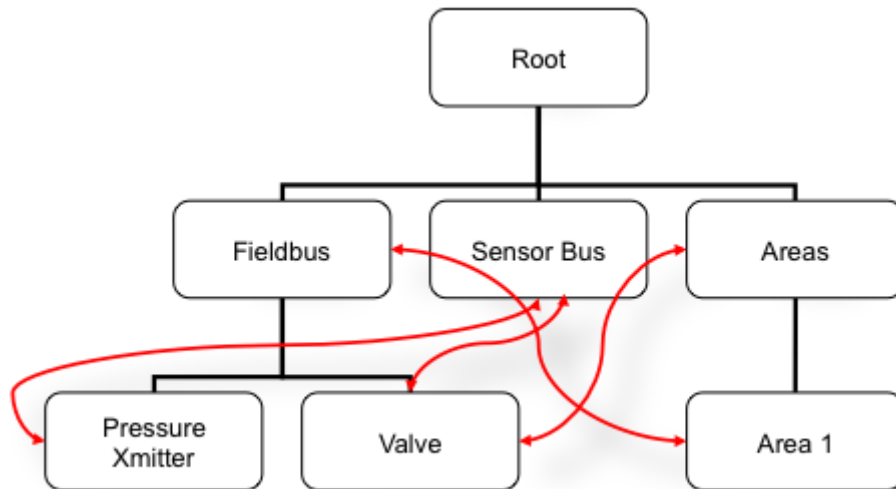 Root
Fieldbus
Sensor Bus
Areas
Pressure
Xmitter
Valve
Area 1